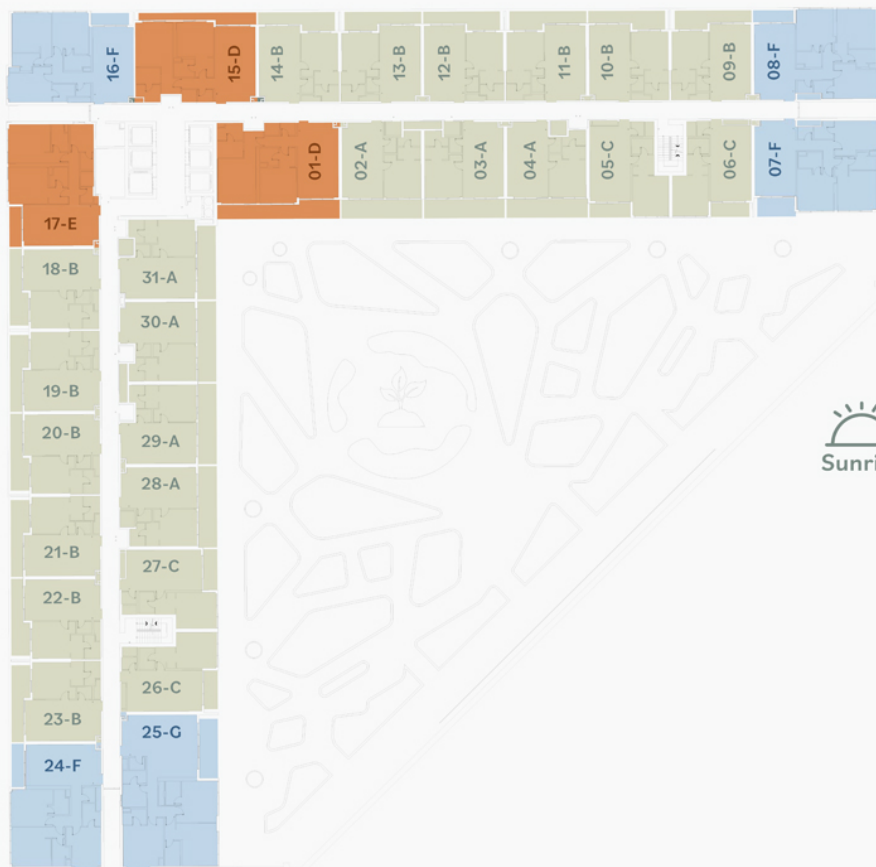 16-F
15-D
14-B
13-B
12-B
11-B
10-B
09-B
08-F
01-D
02-A
03-A
04-A
05-C
06-C
07-F
17-E
18-B
31-A
30-A
19-B
20-B
29-A
28-A
21-B
27-C
22-B
26-C
23-B
25-G
24-F
Sunri